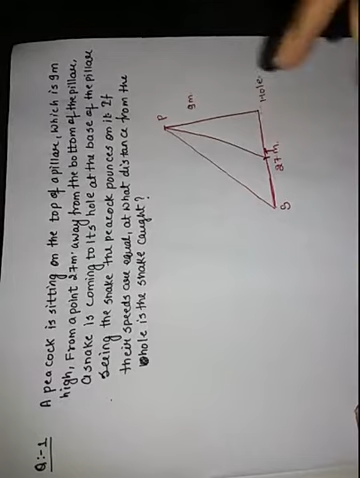 Q:-1 A peacock is sitting on the top of a pillar, which is 9m
high, From a point 27m. away from the bottom of the pillar,
a snake is coming to Its hole at the base of the pillar
seeing the snake the peacock pounces on it. If
their speeds are equal, at what distance from the
whole is the snake caught?
P
9m
Hole
27m.
S